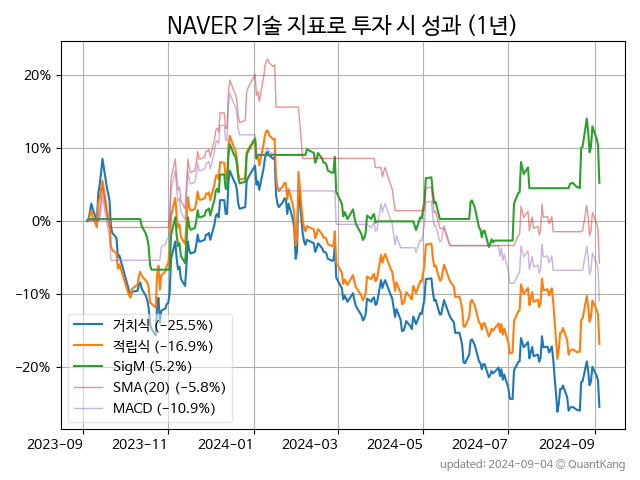 NAVER 기술 지표로 투자 시 성과 (1년)
20%
10%
0%
−10%
−20%
거치식 (−25.5%)
적립식 (−16.9%)
SigM (5.2%)
SMA(20) (−5.8%)
MACD (−10.9%)
2023-09 2023-11 2024-01 2024-03 2024-05 2024-07 2024-09
updated: 2024-09-04 ⓒ QuantKang